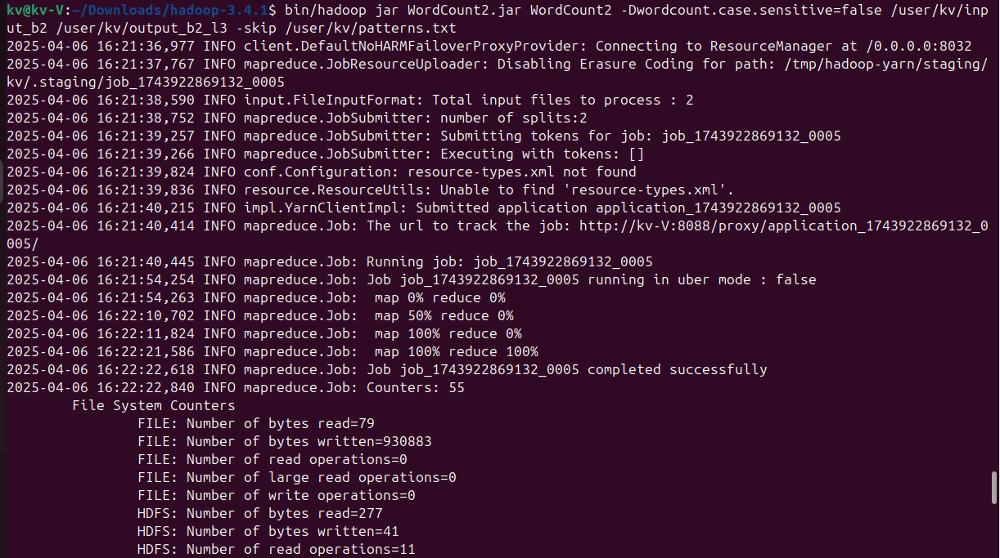 kv@kv-V:~/Downloads/hadoop-3.4.1$ bin/hadoop jar WordCount2.jar WordCount2 -Dwordcount.case.sensitive=false /user/kv/inp
ut_b2 /user/kv/output_b2_l3 -skip /user/kv/patterns.txt
2025-04-06 16:21:36,977 INFO client.DefaultNoHARMFailoverProxyProvider: Connecting to ResourceManager at /0.0.0.0:8032
2025-04-06 16:21:37,767 INFO mapreduce.JobResourceUploader: Disabling Erasure Coding for path: /tmp/hadoop-yarn/staging/
kv/.staging/job_1743922869132_0005
2025-04-06 16:21:38,590 INFO input.FileInputFormat: Total input files to process : 2
2025-04-06 16:21:38,752 INFO mapreduce.JobSubmitter: number of splits:2
2025-04-06 16:21:39,257 INFO mapreduce.JobSubmitter: Submitting tokens for job: job_1743922869132_0005
2025-04-06 16:21:39,266 INFO mapreduce.JobSubmitter: Executing with tokens: []
2025-04-06 16:21:39,824 INFO conf.Configuration: resource-types.xml not found
2025-04-06 16:21:39,836 INFO resource.ResourceUtils: Unable to find 'resource-types.xml'.
2025-04-06 16:21:40,215 INFO impl.YarnClientImpl: Submitted application application_1743922869132_0005
2025-04-06 16:21:40,414 INFO mapreduce.Job: The url to track the job: http://kv-V:8088/proxy/application_1743922869132_0
005/
2025-04-06 16:21:40,445 INFO mapreduce.Job: Running job: job_1743922869132_0005
2025-04-06 16:21:54,254 INFO mapreduce.Job: Job job_1743922869132_0005 running in uber mode : false
2025-04-06 16:21:54,263 INFO mapreduce.Job:  map 0% reduce 0%
2025-04-06 16:22:10,702 INFO mapreduce.Job:  map 50% reduce 0%
2025-04-06 16:22:11,824 INFO mapreduce.Job:  map 100% reduce 0%
2025-04-06 16:22:21,586 INFO mapreduce.Job:  map 100% reduce 100%
2025-04-06 16:22:22,618 INFO mapreduce.Job: Job job_1743922869132_0005 completed successfully
2025-04-06 16:22:22,840 INFO mapreduce.Job: Counters: 55
File System Counters
FILE: Number of bytes read=79
FILE: Number of bytes written=930883
FILE: Number of read operations=0
FILE: Number of large read operations=0
FILE: Number of write operations=0
HDFS: Number of bytes read=277
HDFS: Number of bytes written=41
HDFS: Number of read operations=11